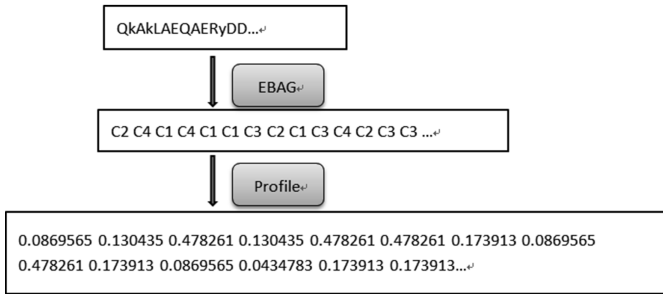 QkAkLAEQAERyDD...↵
EBAG↵
C2 C4 C1 C4 C1 C1 C3 C2 C1 C3 C4 C2 C3 C3 ...↵
Profile↵
0.0869565 0.130435 0.478261 0.130435 0.478261 0.478261 0.173913 0.0869565
0.478261 0.173913 0.0869565 0.0434783 0.173913 0.173913...↵